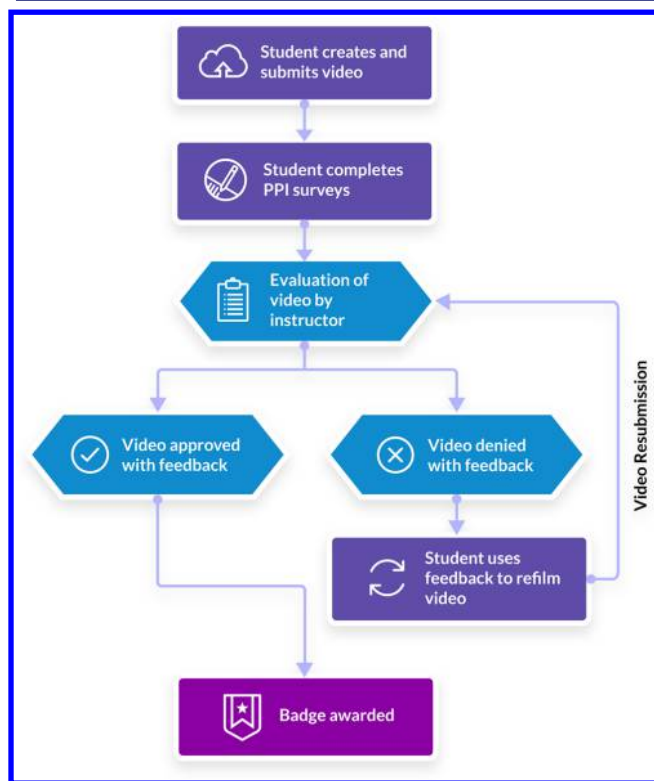 Student creates and
submits video
Student completes
PPI surveys
Evaluation of
video by
instructor
Video approved
with feedback
Video denied
with feedback
Student uses
feedback to refilm
video
Video Resubmission
Badge awarded